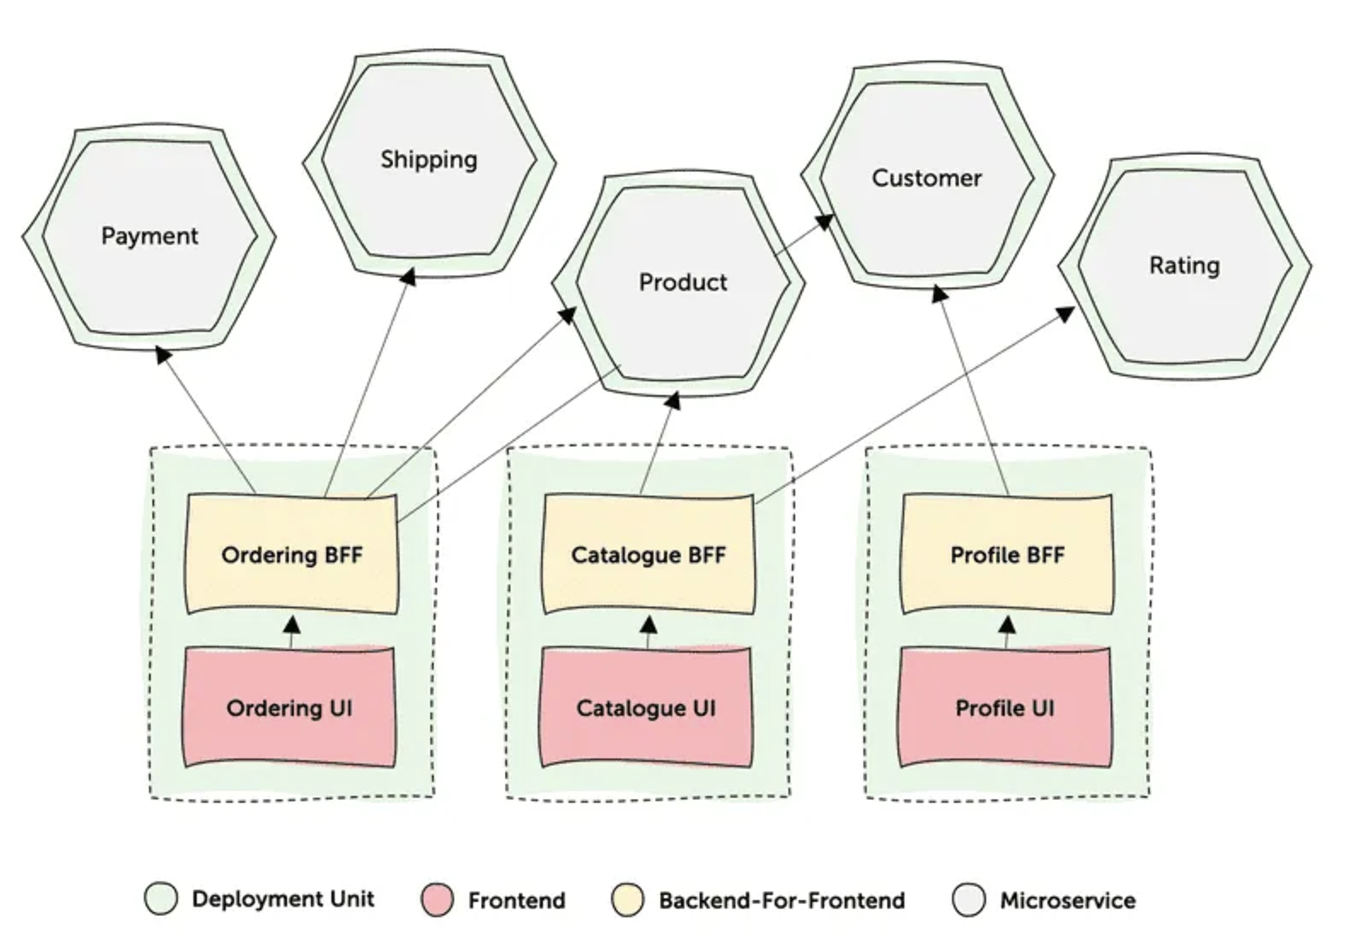 Shipping
Customer
Payment
Rating
Product
Ordering BFF
Catalogue BFF
Profile BFF
Ordering UI
Catalogue UI
Profile UI
Deployment Unit
Frontend
Backend-For-Frontend
Microservice